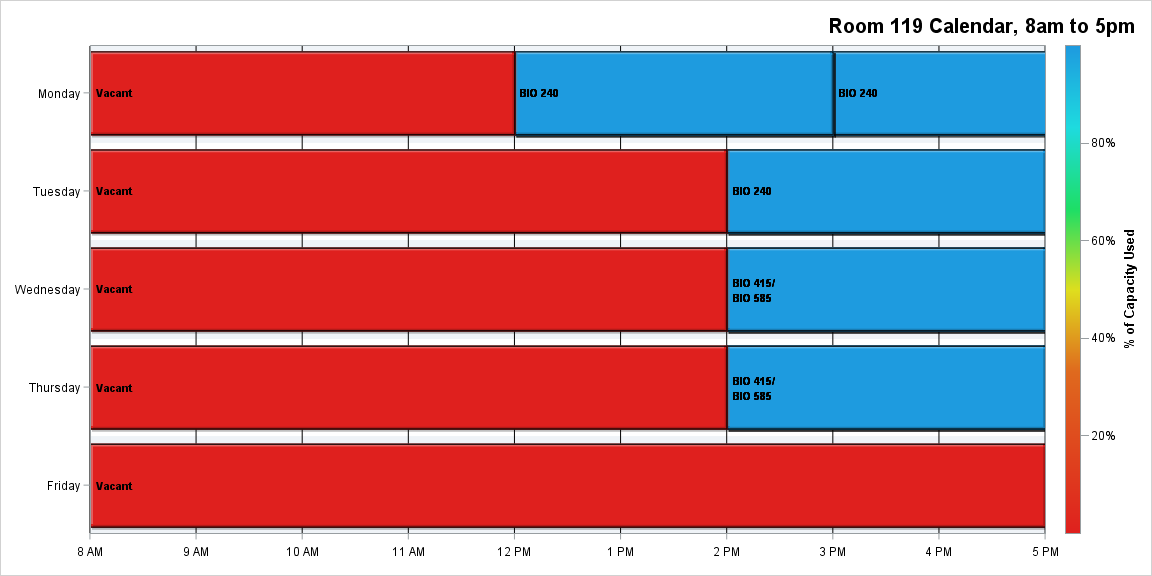 Room 119 Calendar, 8am to 5pm
Monday
Vacant
BIO 240
BIO 240
Tuesday
Vacant
BIO 240
Wednesday
Vacant
BIO 415/
BIO 585
Thursday
Vacant
BIO 415/
BIO 585
Friday
Vacant
8 AM
9 AM
10 AM
11 AM
12 PM
1 PM
2 PM
3 PM
4 PM
5 PM
80%
60%
40%
20%
% of Capacity Used